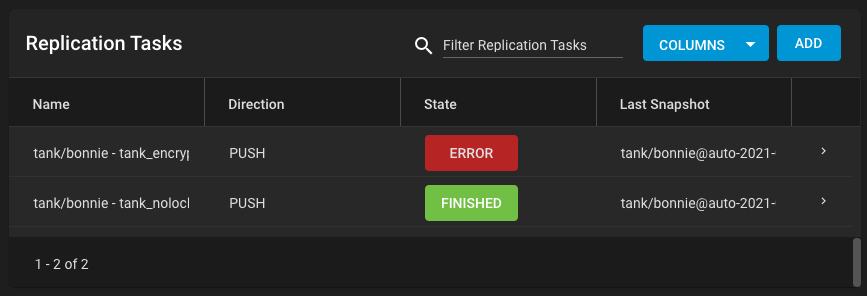 Replication Tasks
Filter Replication Tasks
COLUMNS
ADD
Name Direction State Last Snapshot
tank/bonnie - tank_encryp PUSH ERROR tank/bonnie@auto-2021-
tank/bonnie - tank_nolocl PUSH FINISHED tank/bonnie@auto-2021-
1 - 2 of 2